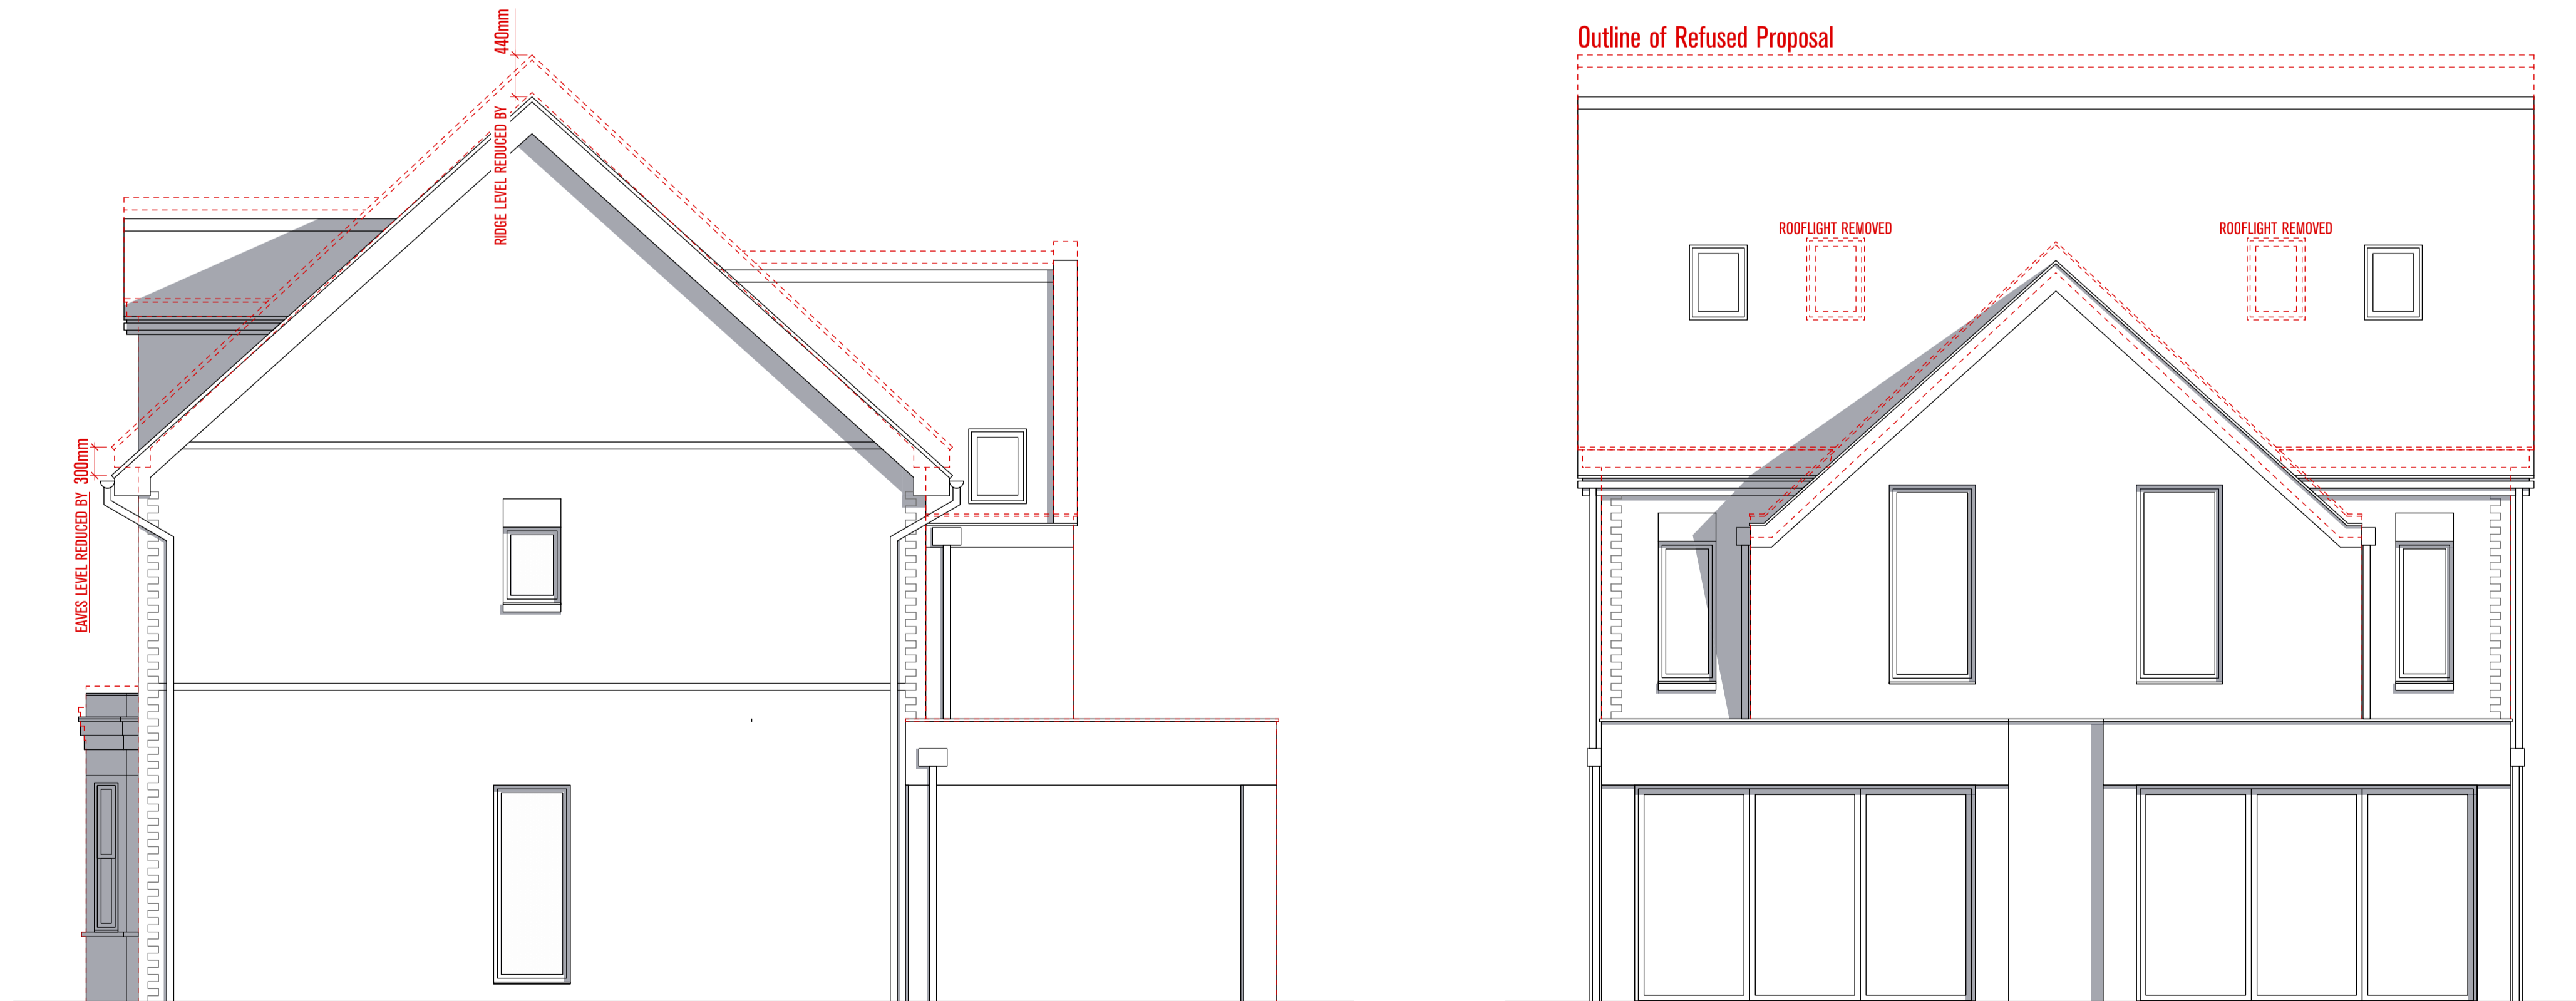 RIDGE LEVEL REDUCED BY 440mm
EAVES LEVEL REDUCED BY 300mm
Outline of Refused Proposal
ROOFLIGHT REMOVED
ROOFLIGHT REMOVED